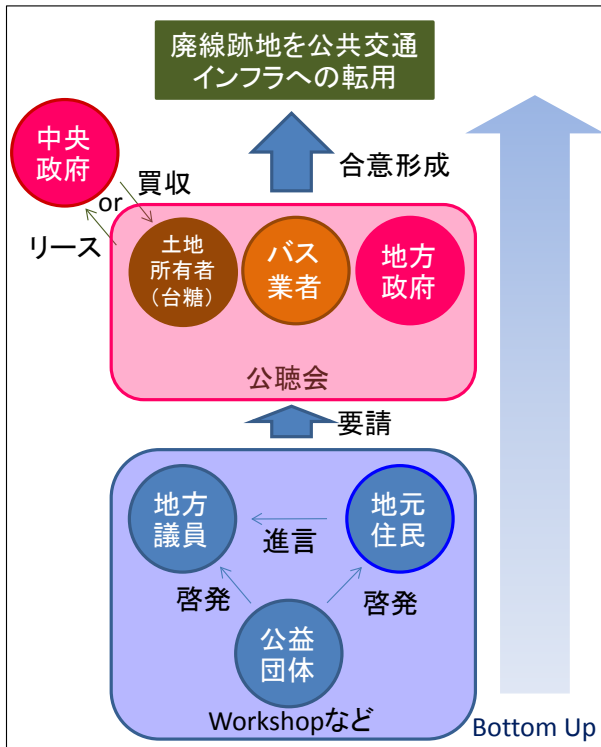 廃線跡地を公共交通
インフラへの転用
合意形成
中央
政府
買収
or
リース
土地
所有者
（台糖）
バス
業者
地方
政府
公聴会
要請
地方
議員
地元
住民
進言
啓発
啓発
公益
団体
Workshopなど
Bottom Up